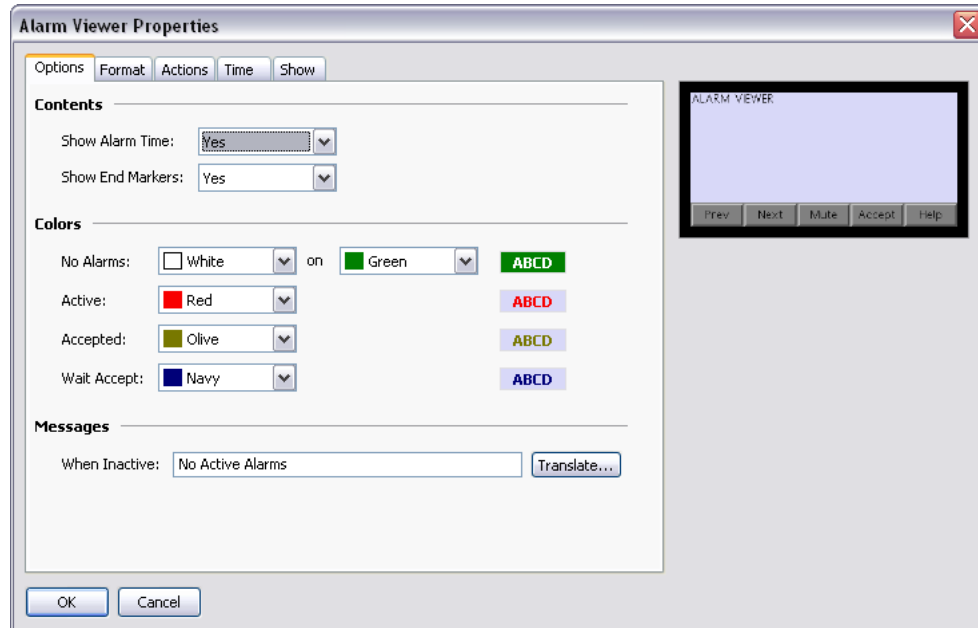 Alarm Viewer Properties
Options Format Actions Time Show
Contents
Show Alarm Time: Yes
Show End Markers: Yes
Colors
No Alarms: White on Green ABCD
Active: Red ABCD
Accepted: Olive ABCD
Wait Accept: Navy ABCD
Messages
When Inactive: No Active Alarms Translate...
OK Cancel
ALARM VIEWER
Prev Next Mute Accept Help